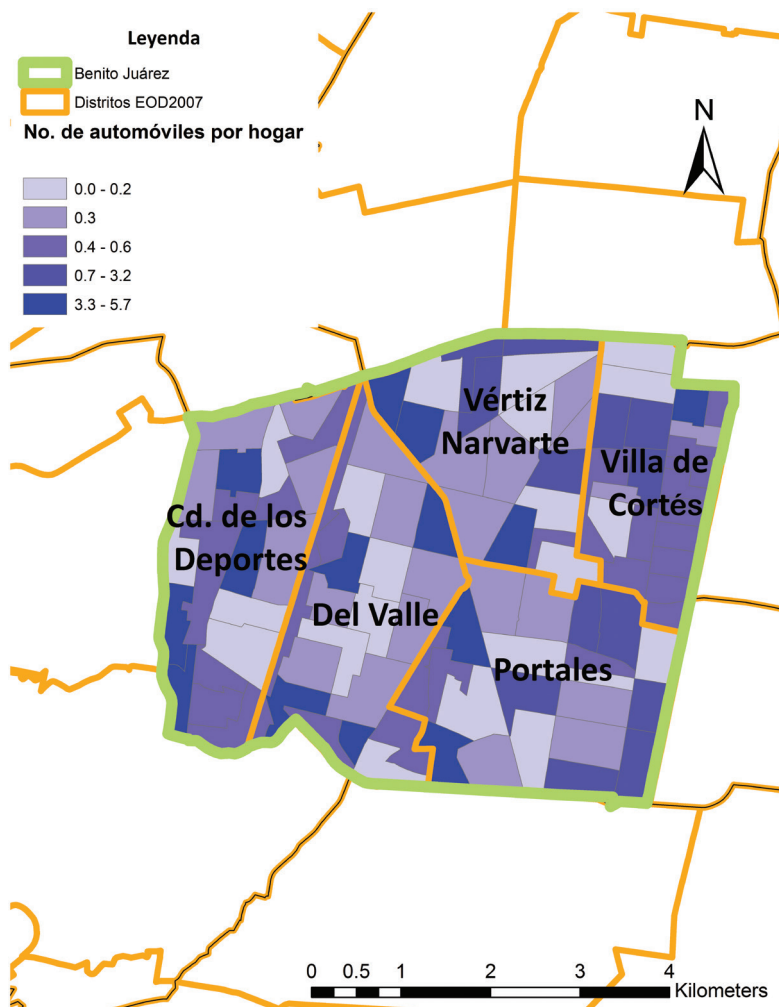 Leyenda
Benito Juárez
Distritos EOD2007
No. de automóviles por hogar
0.0 - 0.2
0.3
0.4 - 0.6
0.7 - 3.2
3.3 - 5.7
N
Vértiz
Narvarte
Villa de
Cortés
Cd. de los
Deportes
Del Valle
Portales
0 0.5 1 2 3 4
Kilometers